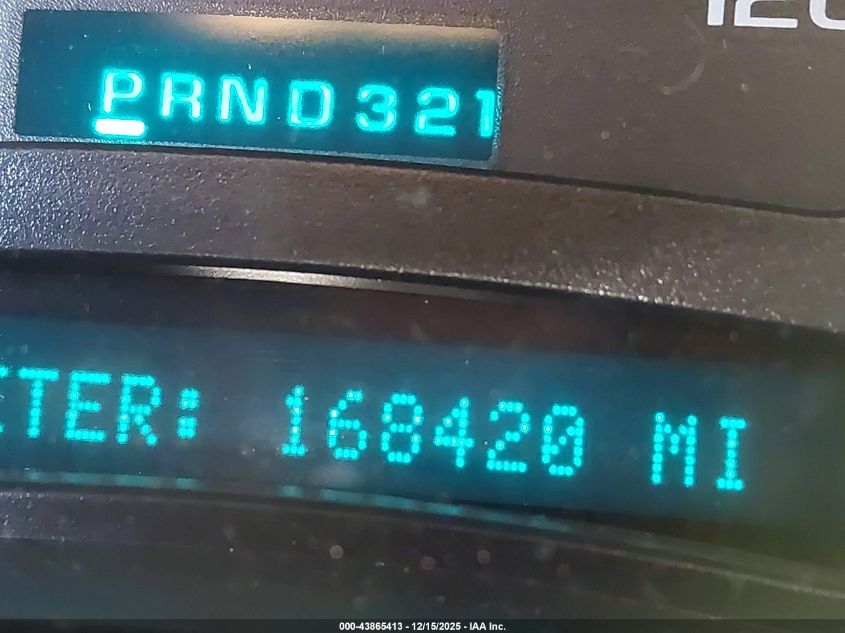 PRND321
TER: 168420 MI
000-43865413 - 12/15/2025 - IAA Inc.